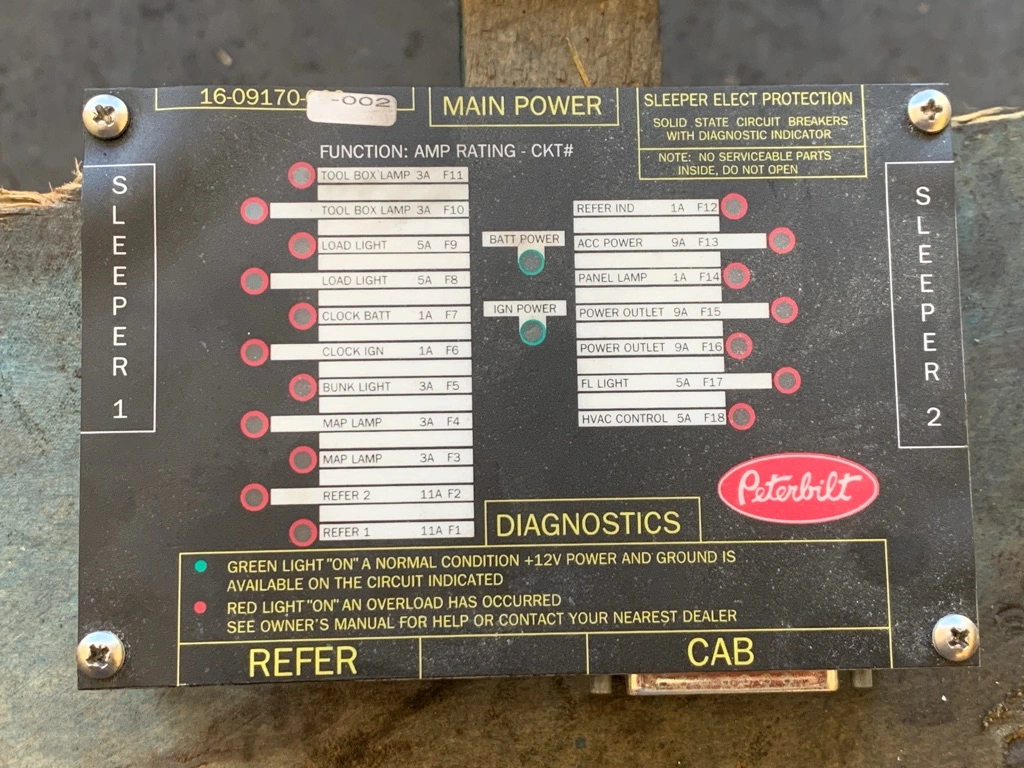 16-09170-
-002
MAIN POWER
SLEEPER ELECT PROTECTION
SOLID STATE CIRCUIT BREAKERS
WITH DIAGNOSTIC INDICATOR
NOTE: NO SERVICEABLE PARTS
INSIDE, DO NOT OPEN
SLEEPER 1
FUNCTION: AMP RATING - CKT#
TOOL BOX LAMP 3A F11
TOOL BOX LAMP 3A F10
LOAD LIGHT 5A F9
LOAD LIGHT 5A F8
CLOCK BATT 1A F7
CLOCK IGN 1A F6
BUNK LIGHT 3A F5
MAP LAMP 3A F4
MAP LAMP 3A F3
REFER 2 11A F2
REFER 1 11A F1
BATT POWER
IGN POWER
REFER IND 1A F12
ACC POWER 9A F13
PANEL LAMP 1A F14
POWER OUTLET 9A F15
POWER OUTLET 9A F16
FL LIGHT 5A F17
HVAC CONTROL 5A F18
SLEEPER 2
Peterbilt
DIAGNOSTICS
GREEN LIGHT "ON" A NORMAL CONDITION +12V POWER AND GROUND IS
AVAILABLE ON THE CIRCUIT INDICATED
RED LIGHT "ON" AN OVERLOAD HAS OCCURRED
SEE OWNER'S MANUAL FOR HELP OR CONTACT YOUR NEAREST DEALER
REFER
CAB